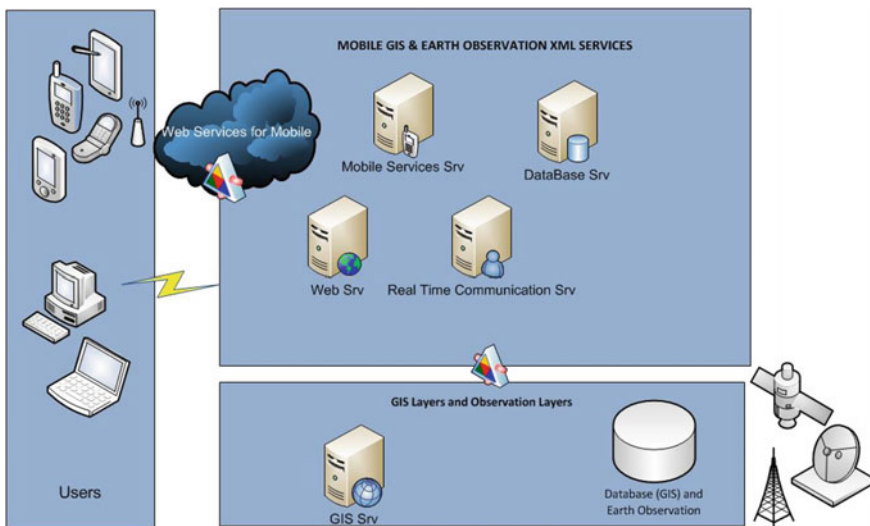 MOBILE GIS & EARTH OBSERVATION XML SERVICES
Web Services for Mobile
Mobile Services Srv
DataBase Srv
Web Srv
Real Time Communication Srv
GIS Layers and Observation Layers
Users
GIS Srv
Database (GIS) and
Earth Observation